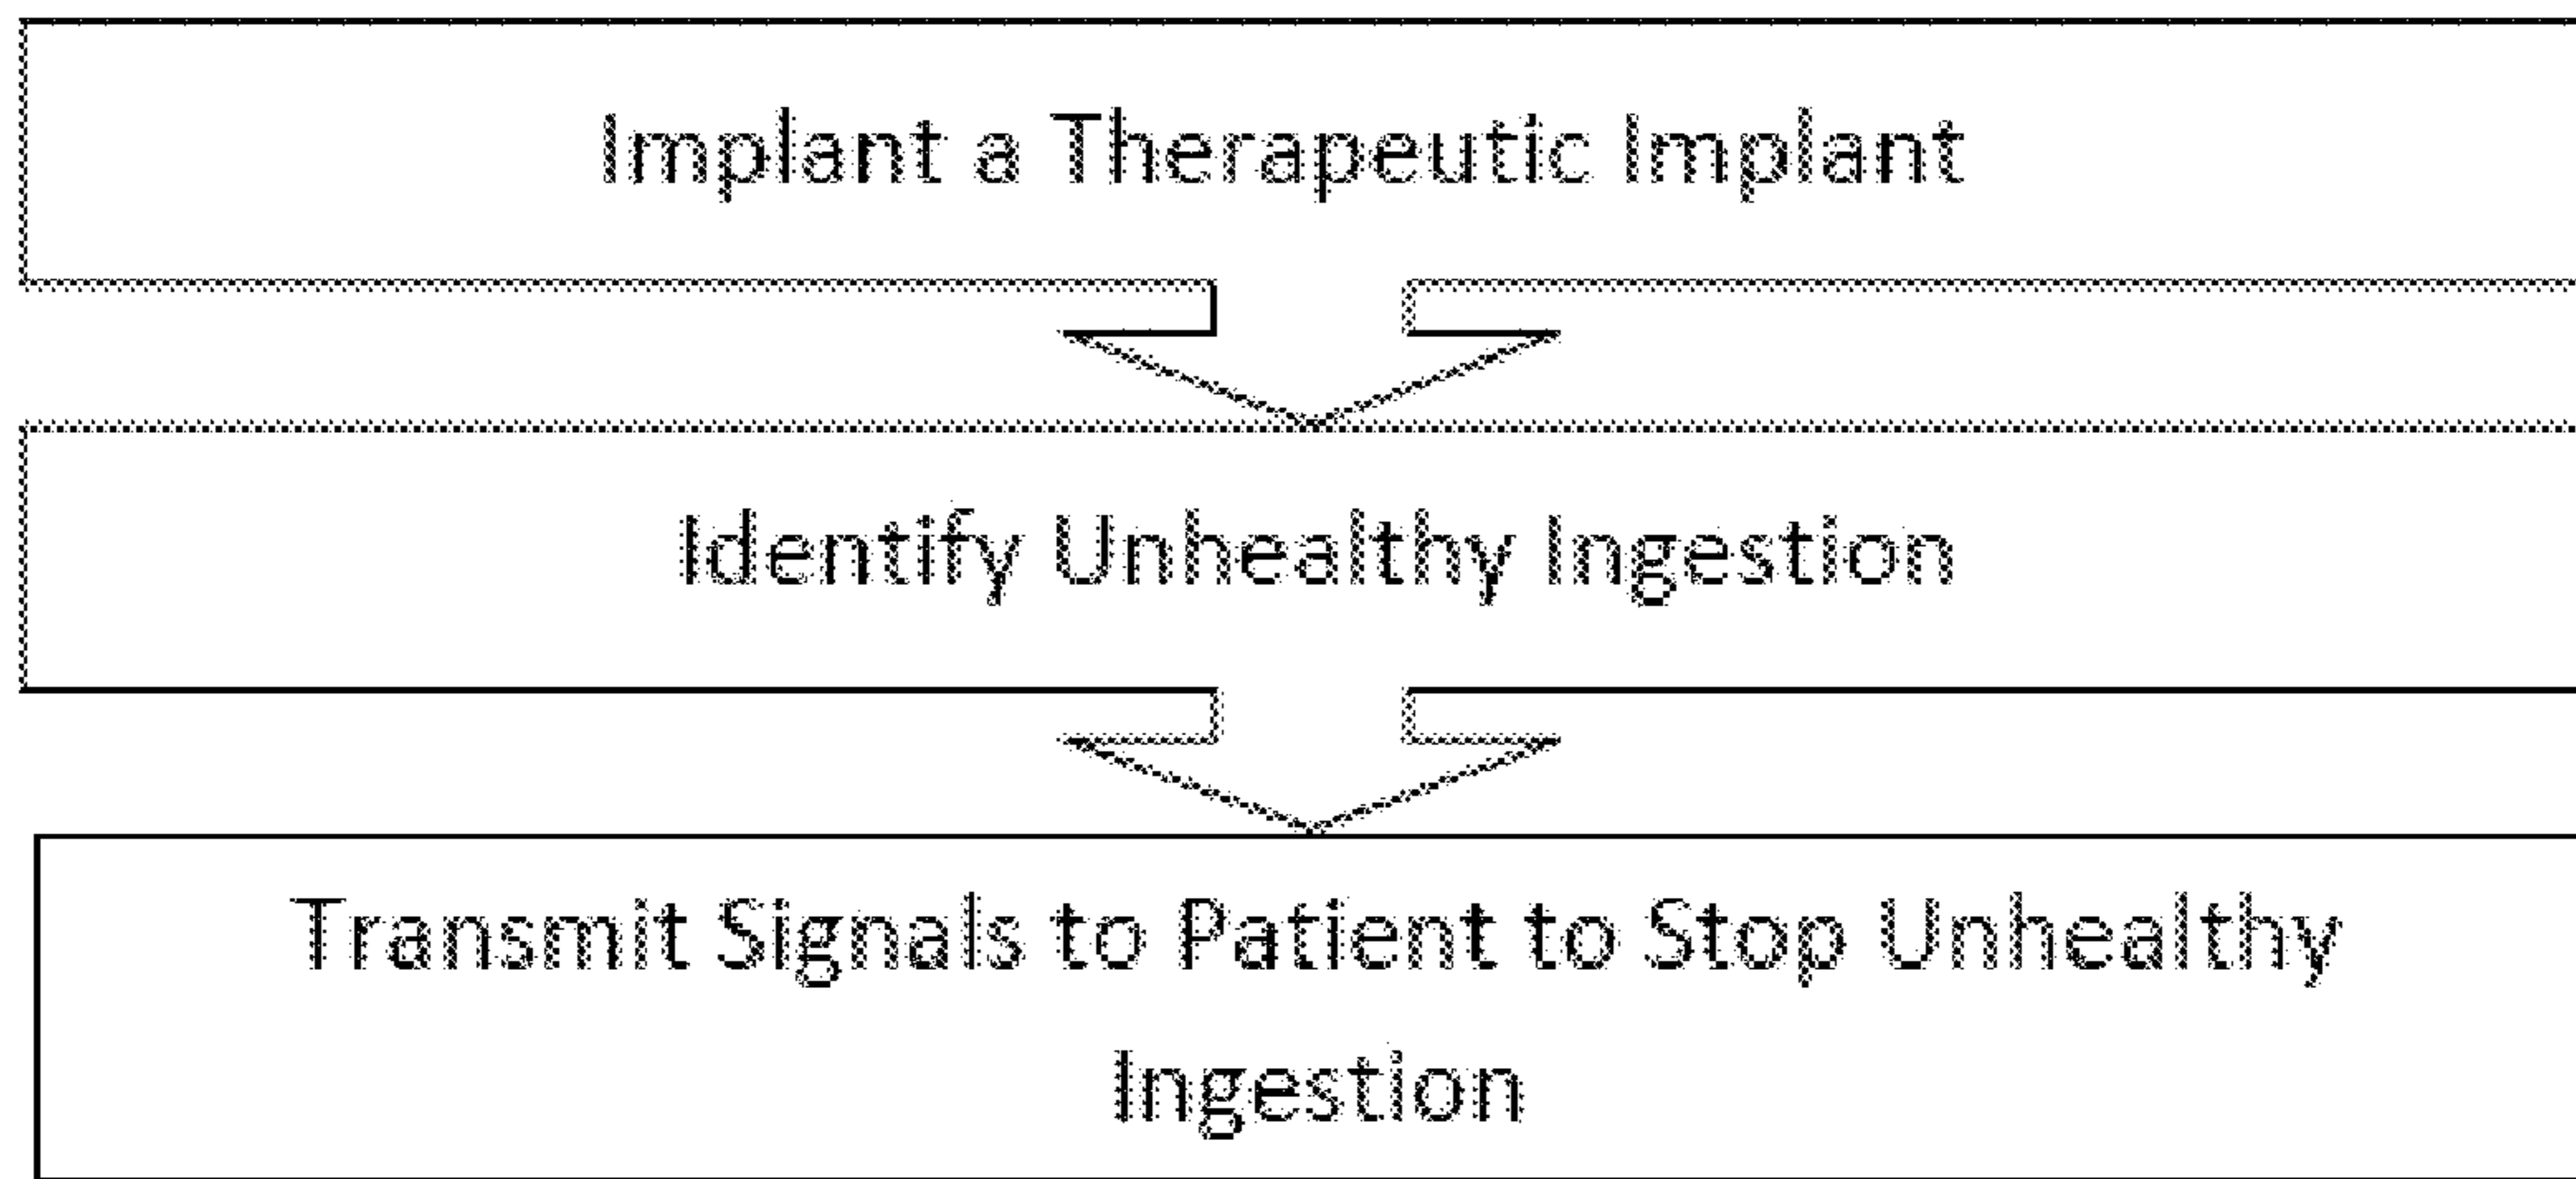 Implant a Therapeutic Implant
Identify Unhealthy Ingestion
Transmit Signals to Patient to Stop Unhealthy
Ingestion